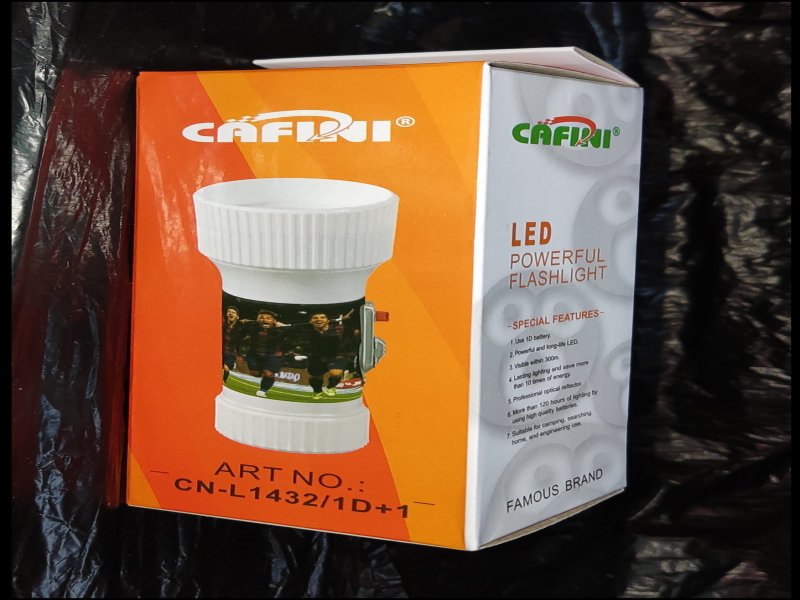 CAFINI®
BATAO
ART NO.:
CN-L1432/1D+1
CAFINI®
LED
POWERFUL
FLASHLIGHT
-SPECIAL FEATURES-
1. Use 1D battery.
2. Powerful and long-life LED.
3. Visible within 300m.
4. Lasting lighting and save more
than 10 times of energy.
5. Professional optical reflector.
6. More than 120 hours of lighting by
using high quality batteries.
7. Suitable for camping, searching,
home, and engineering use.
FAMOUS BRAND